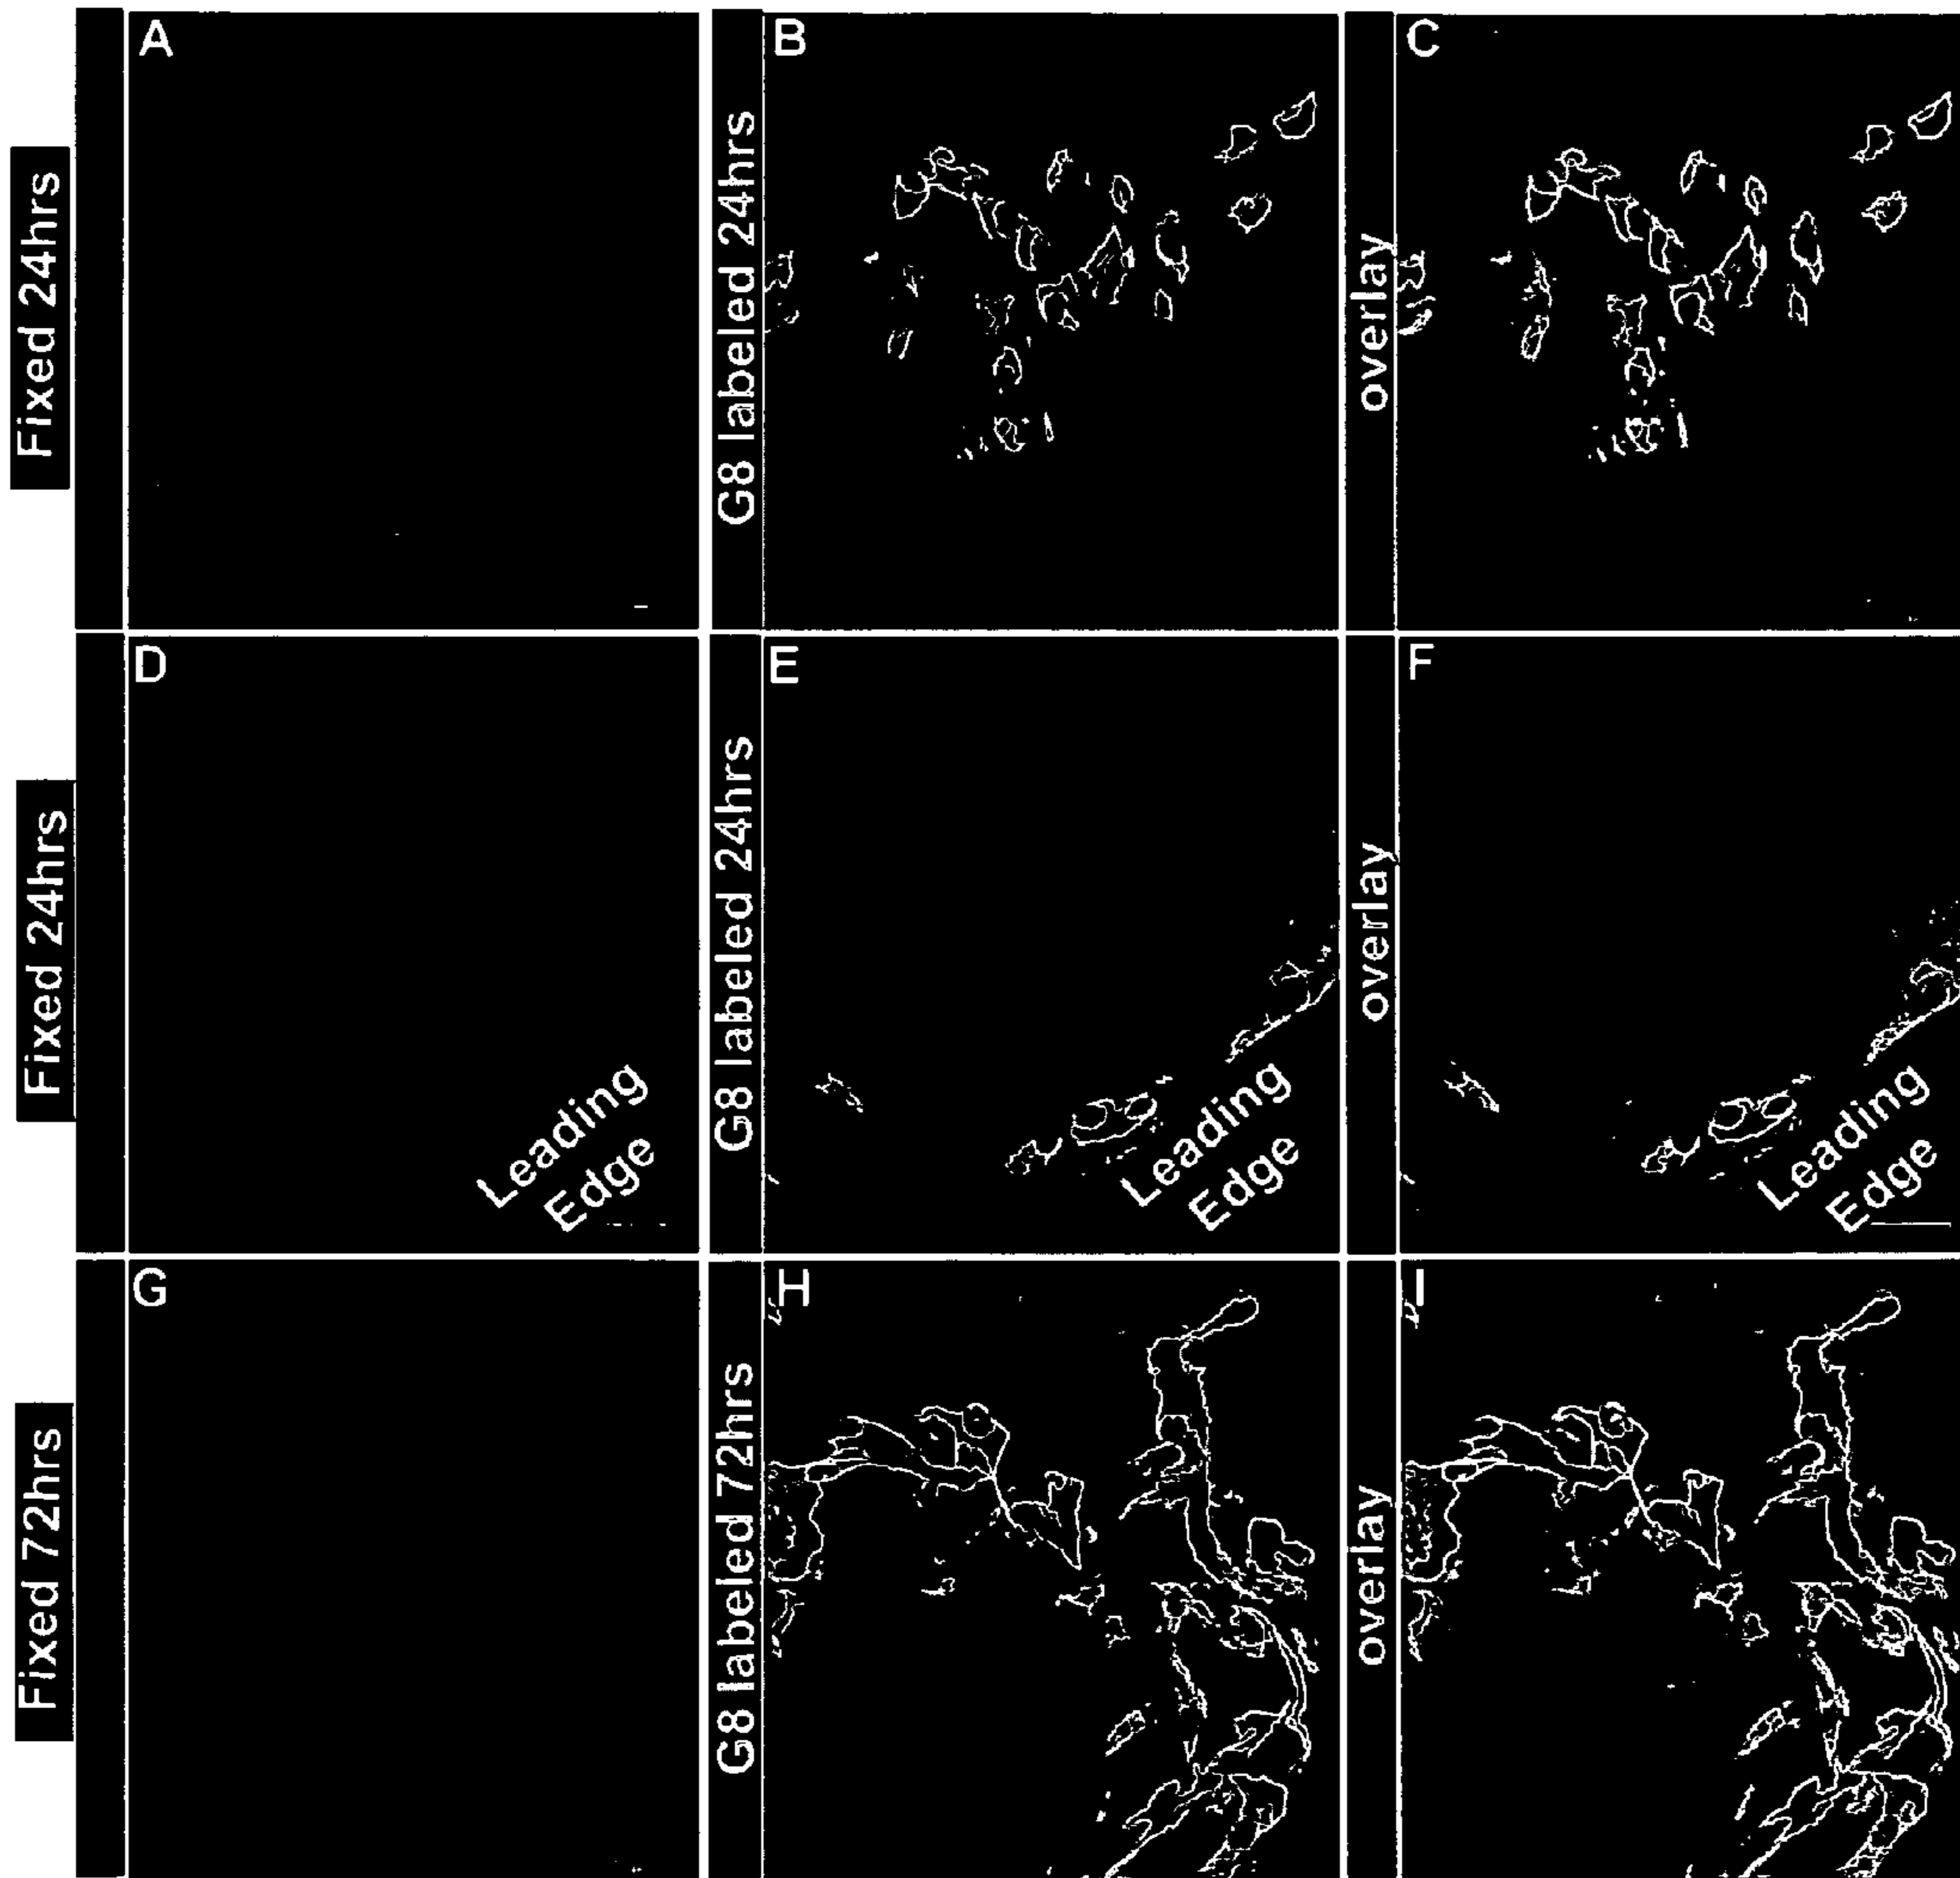 A
B
C
Fixed 24hrs
G8 labeled 24hrs
overlay
D
E
F
Fixed 24hrs
Leading
Edge
G8 labeled 24hrs
Leading
Edge
overlay
Leading
Edge
G
H
I
Fixed 72hrs
G8 labeled 72hrs
overlay